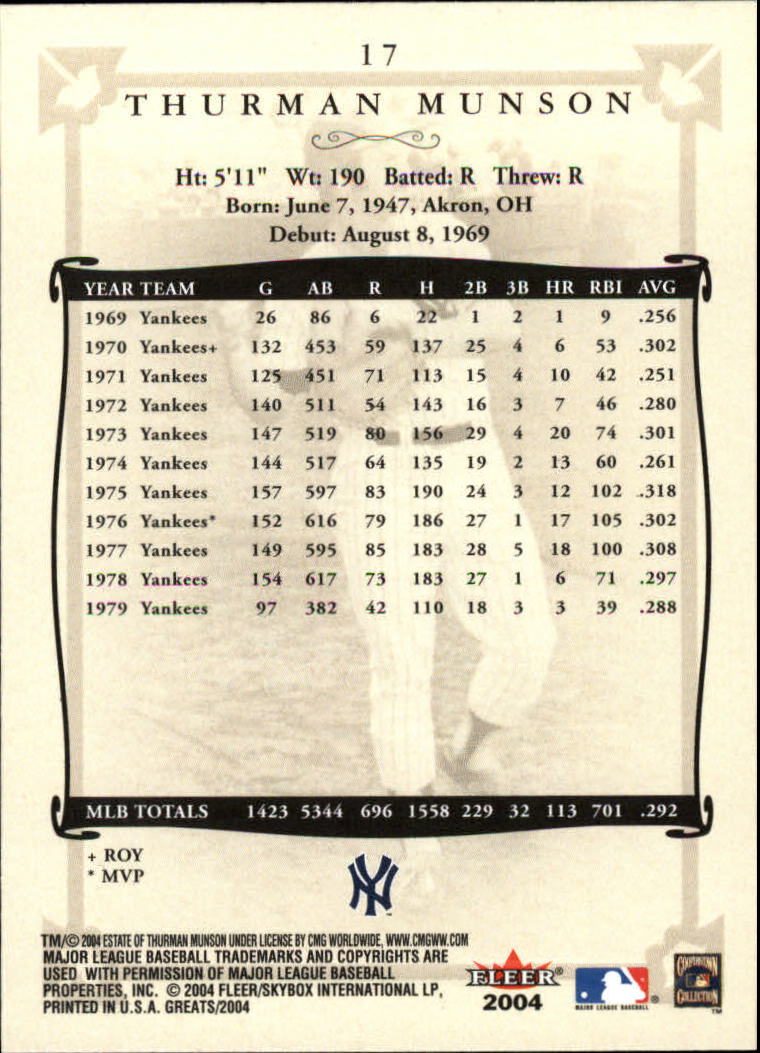 17
THURMAN MUNSON
Ht: 5'11" Wt: 190 Batted: R Threw: R
Born: June 7, 1947, Akron, OH
Debut: August 8, 1969
YEAR TEAM G AB R H 2B 3B HR RBI AVG
1969 Yankees 26 86 6 22 1 2 1 9 .256
1970 Yankees+ 132 453 59 137 25 4 6 53 .302
1971 Yankees 125 451 71 113 15 4 10 42 .251
1972 Yankees 140 511 54 143 16 3 7 46 .280
1973 Yankees 147 519 80 156 29 4 20 74 .301
1974 Yankees 144 517 64 135 19 2 13 60 .261
1975 Yankees 157 597 83 190 24 3 12 102 .318
1976 Yankees* 152 616 79 186 27 1 17 105 .302
1977 Yankees 149 595 85 183 28 5 18 100 .308
1978 Yankees 154 617 73 183 27 1 6 71 .297
1979 Yankees 97 382 42 110 18 3 3 39 .288
MLB TOTALS 1423 5344 696 1558 229 32 113 701 .292
+ ROY
* MVP
NY
TM/© 2004 ESTATE OF THURMAN MUNSON UNDER LICENSE BY CMG WORLDWIDE, WWW.CMGWW.COM
MAJOR LEAGUE BASEBALL TRADEMARKS AND COPYRIGHTS ARE
USED WITH PERMISSION OF MAJOR LEAGUE BASEBALL
PROPERTIES, INC. © 2004 FLEER/SKYBOX INTERNATIONAL LP,
PRINTED IN U.S.A. GREATS/2004
FLEER®
2004
MAJOR LEAGUE BASEBALL ®
COOPERSTOWN
COLLECTION
TM